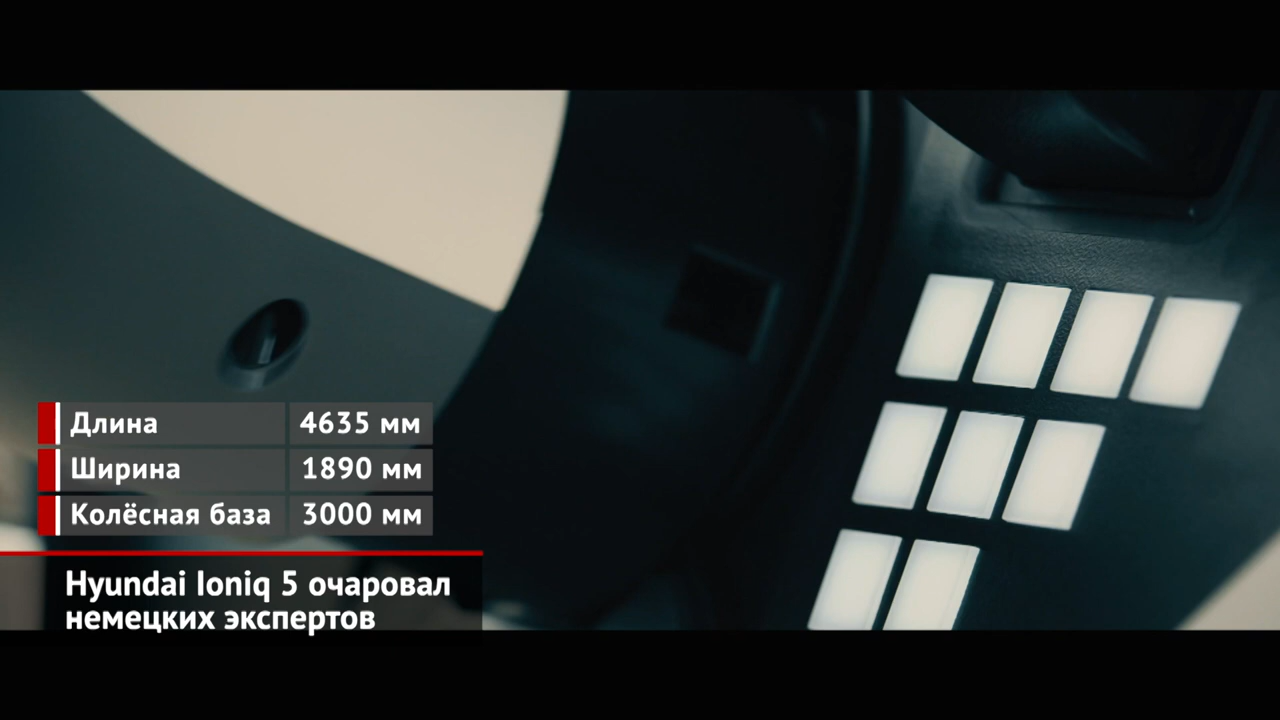 Длина 4635 мм
Ширина 1890 мм
Колёсная база 3000 мм
Hyundai Ioniq 5 очаровал
немецких экспертов